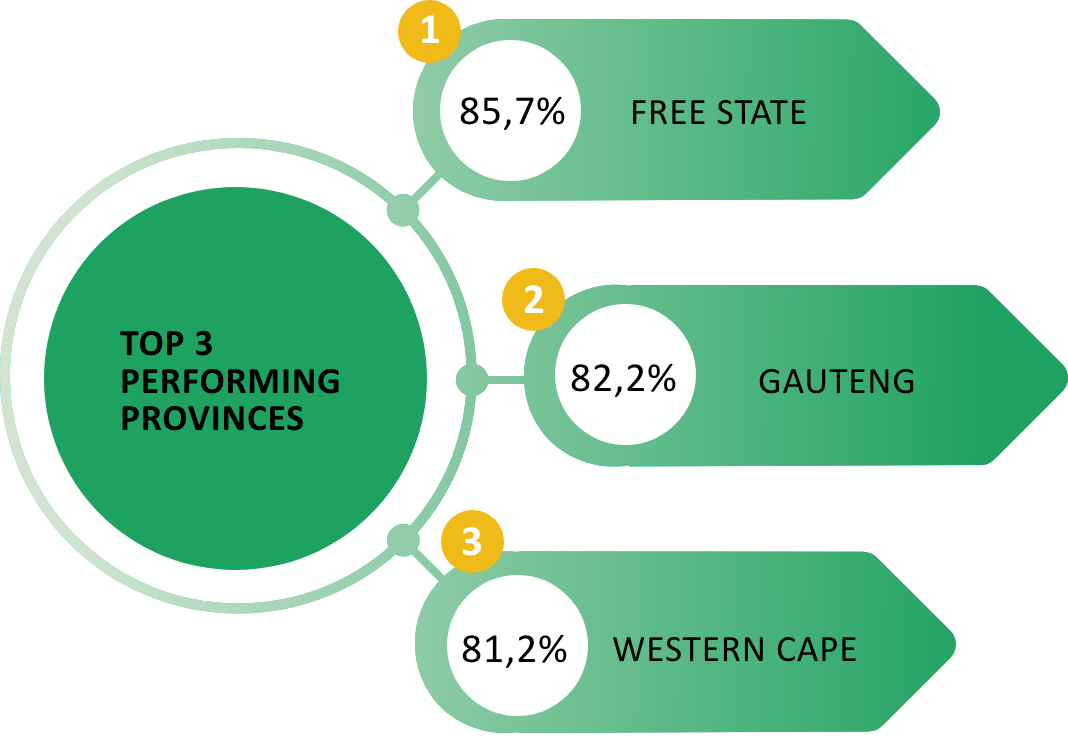 TOP 3
PERFORMING
PROVINCES
1
85,7%
FREE STATE
2
82,2%
GAUTENG
3
81,2%
WESTERN CAPE